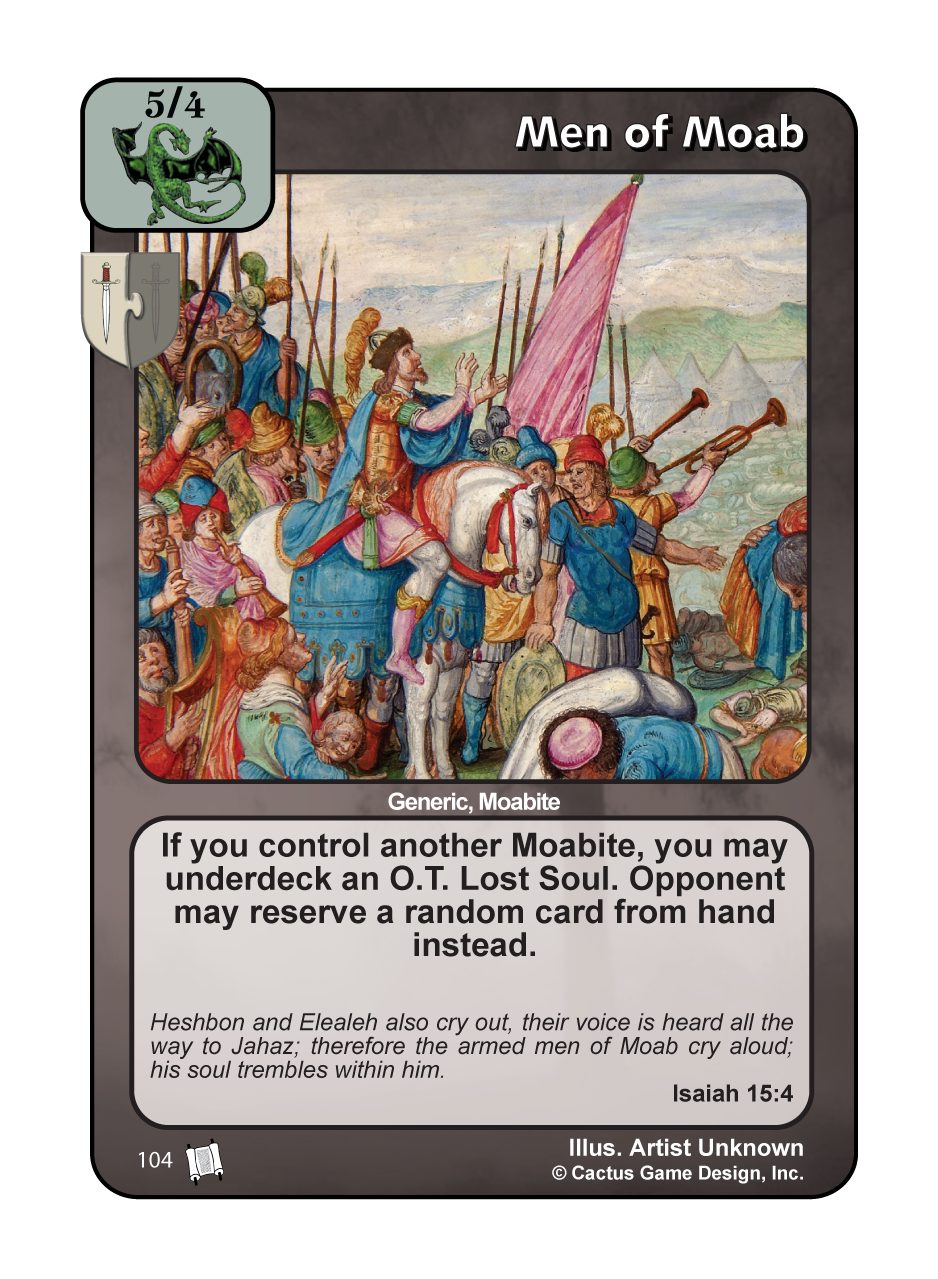 5/4
Men of Moab
Generic, Moabite
If you control another Moabite, you may
underdeck an O.T. Lost Soul. Opponent
may reserve a random card from hand
instead.
Heshbon and Elealeh also cry out, their voice is heard all the
way to Jahaz; therefore the armed men of Moab cry aloud;
his soul trembles within him.
Isaiah 15:4
104
Illus. Artist Unknown
© Cactus Game Design, Inc.